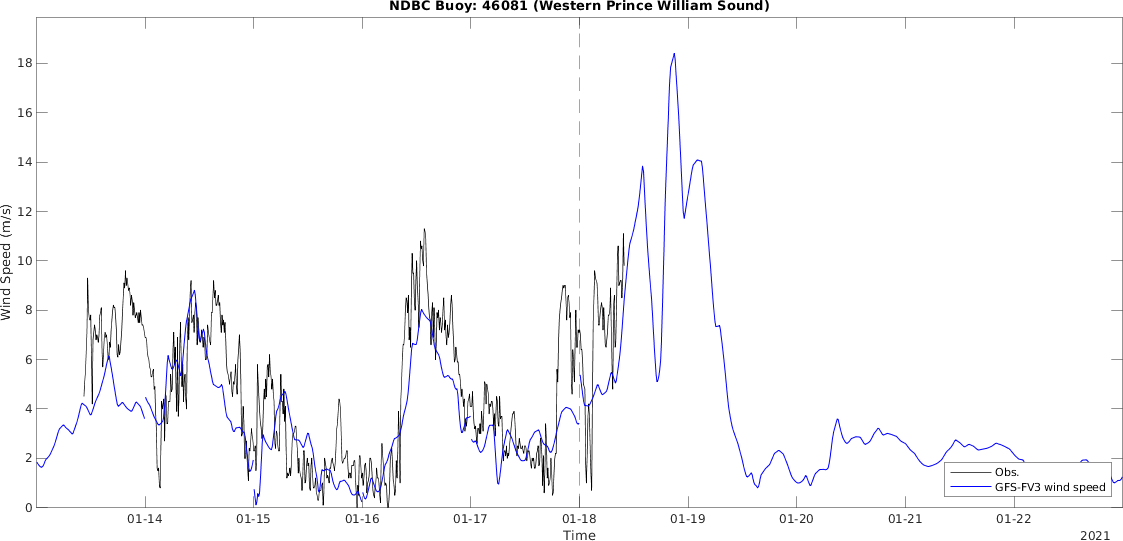 NDBC Buoy: 46081 (Western Prince William Sound)
Wind Speed (m/s)
18
16
14
12
10
8
6
4
2
0
Obs.
GFS-FV3 wind speed
01-14 01-15 01-16 01-17 01-18 01-19 01-20 01-21 01-22
Time
2021